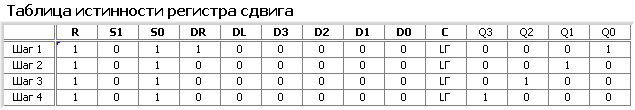 Таблица истинности регистра сдвига
R S1 S0 DR DL D3 D2 D1 D0 C Q3 Q2 Q1 Q0
Шаг 1 1 0 1 1 0 0 0 0 0 ⅬΓ 0 0 0 1
Шаг 2 1 0 1 0 0 0 0 0 0 ⅬΓ 0 0 1 0
Шаг 3 1 0 1 0 0 0 0 0 0 ⅬΓ 0 1 0 0
Шаг 4 1 0 1 0 0 0 0 0 0 ⅬΓ 1 0 0 0